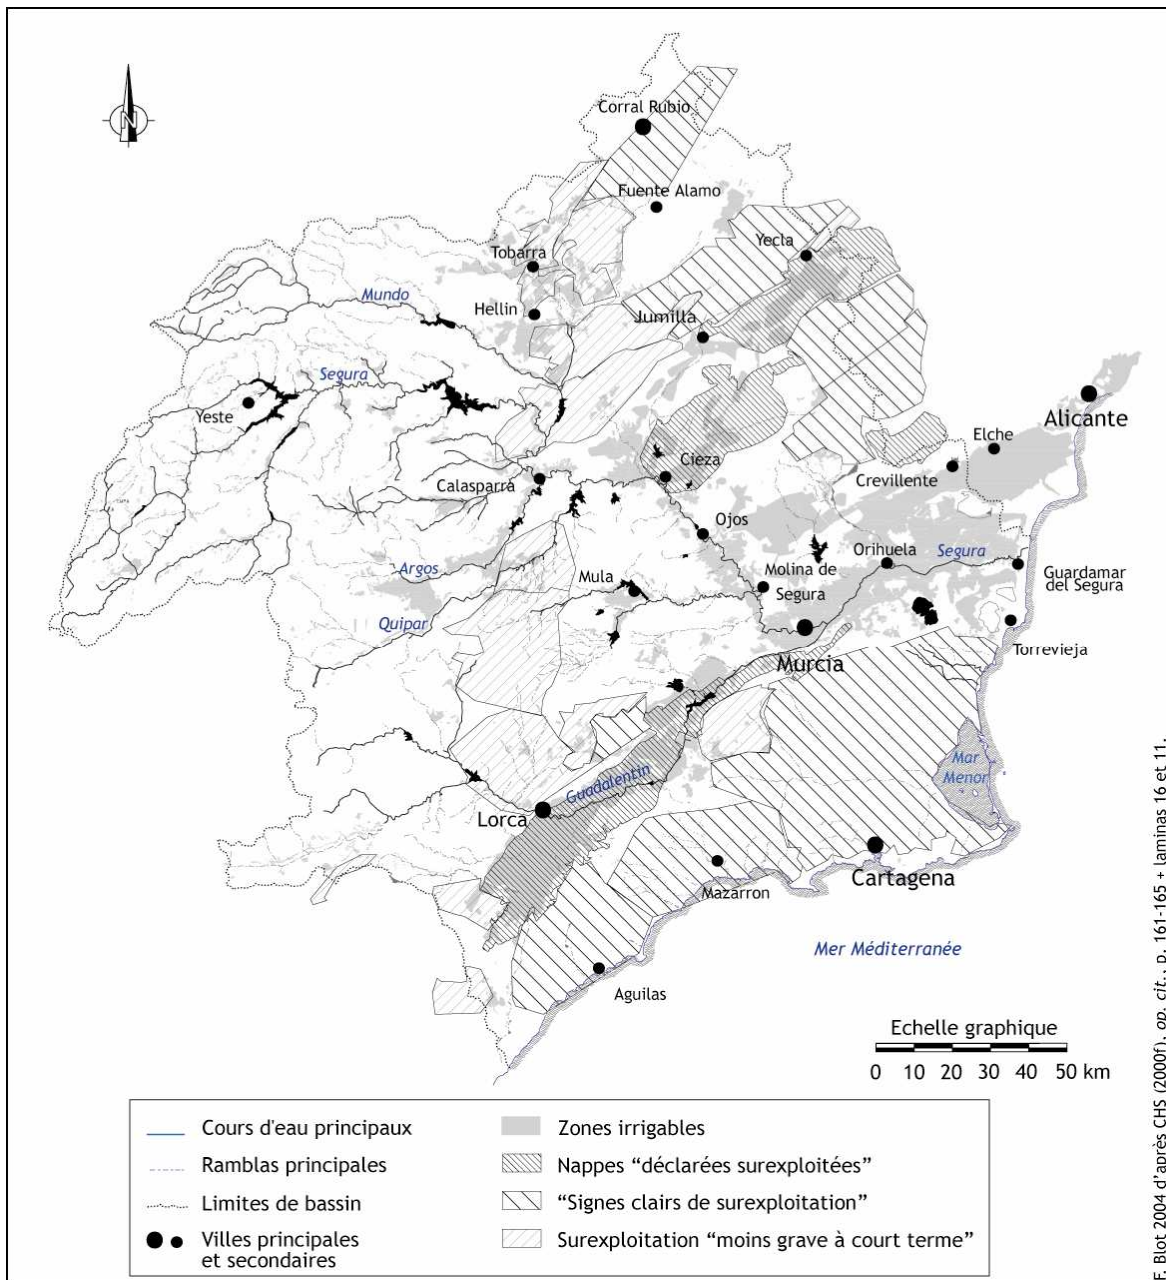 N
Corral Rubio
Fuente Alamo
Yecla
Tobarra
Mundo
Hellin
Jumilla
Segura
Yeste
Alicante
Elche
Cieza
Crevillente
Calasparra
Ojos
Orihuela
Segura
Argos
Molina de
Segura
Guardamar
del Segura
Mula
Quipar
Murcia
Torrevieja
Mar
Menor
Guadalentin
Lorca
Cartagena
Mazarron
Mer Méditerranée
Aguilas
Echelle graphique
0 10 20 30 40 50 km
Cours d'eau principaux
Ramblas principales
Limites de bassin
Villes principales
et secondaires
Zones irrigables
Nappes “déclarées surexploitées”
“Signes clairs de surexploitation”
Surexploitation “moins grave à court terme”
F. Blot 2004 d'après CHS (2000f), op. cit., p. 161-165 + laminas 16 et 11.